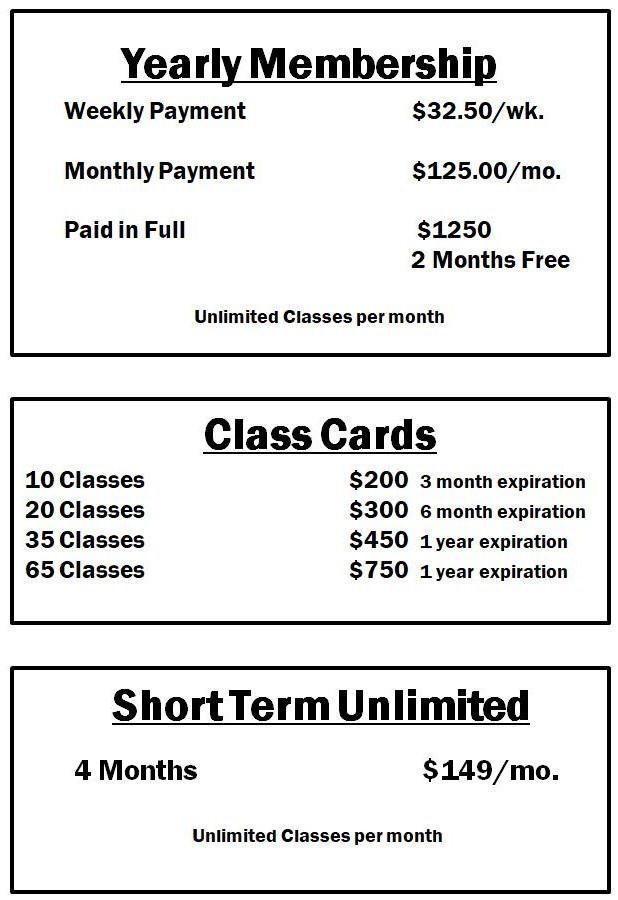 Yearly Membership
Weekly Payment $32.50/wk.
Monthly Payment $125.00/mo.
Paid in Full $1250
2 Months Free
Unlimited Classes per month
Class Cards
10 Classes $200 3 month expiration
20 Classes $300 6 month expiration
35 Classes $450 1 year expiration
65 Classes $750 1 year expiration
Short Term Unlimited
4 Months $149/mo.
Unlimited Classes per month